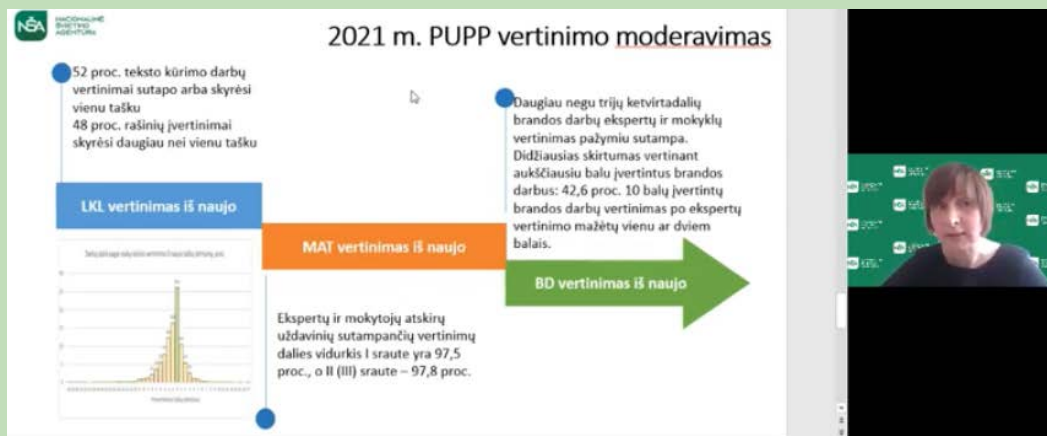 NŠA
NACIONALINĖ
ŠVIETIMO
AGENTŪRA
2021 m. PUPP vertinimo moderavimas
52 proc. teksto kūrimo darbų
vertinimai sutapo arba skyrėsi
vienu tašku
48 proc. rašinių įvertinimai
skyrėsi daugiau nei vienu tašku
LKL vertinimas iš naujo
MAT vertinimas iš naujo
Ekspertų ir mokytojų atskirų
uždavinių sutampančių vertinimų
dalies vidurkis I sraute yra 97,5
proc., o II (III) sraute – 97,8 proc.
Daugiau negu trijų ketvirtadalių
brandos darbų ekspertų ir mokyklų
vertinimas pažymiu sutampa.
Didžiausias skirtumas vertinant
aukščiausiu balu įvertintus brandos
darbus: 42,6 proc. 10 balų įvertintų
brandos darbų vertinimas po ekspertų
vertinimo mažėtų vienu ar dviem
balais.
BD vertinimas iš naujo